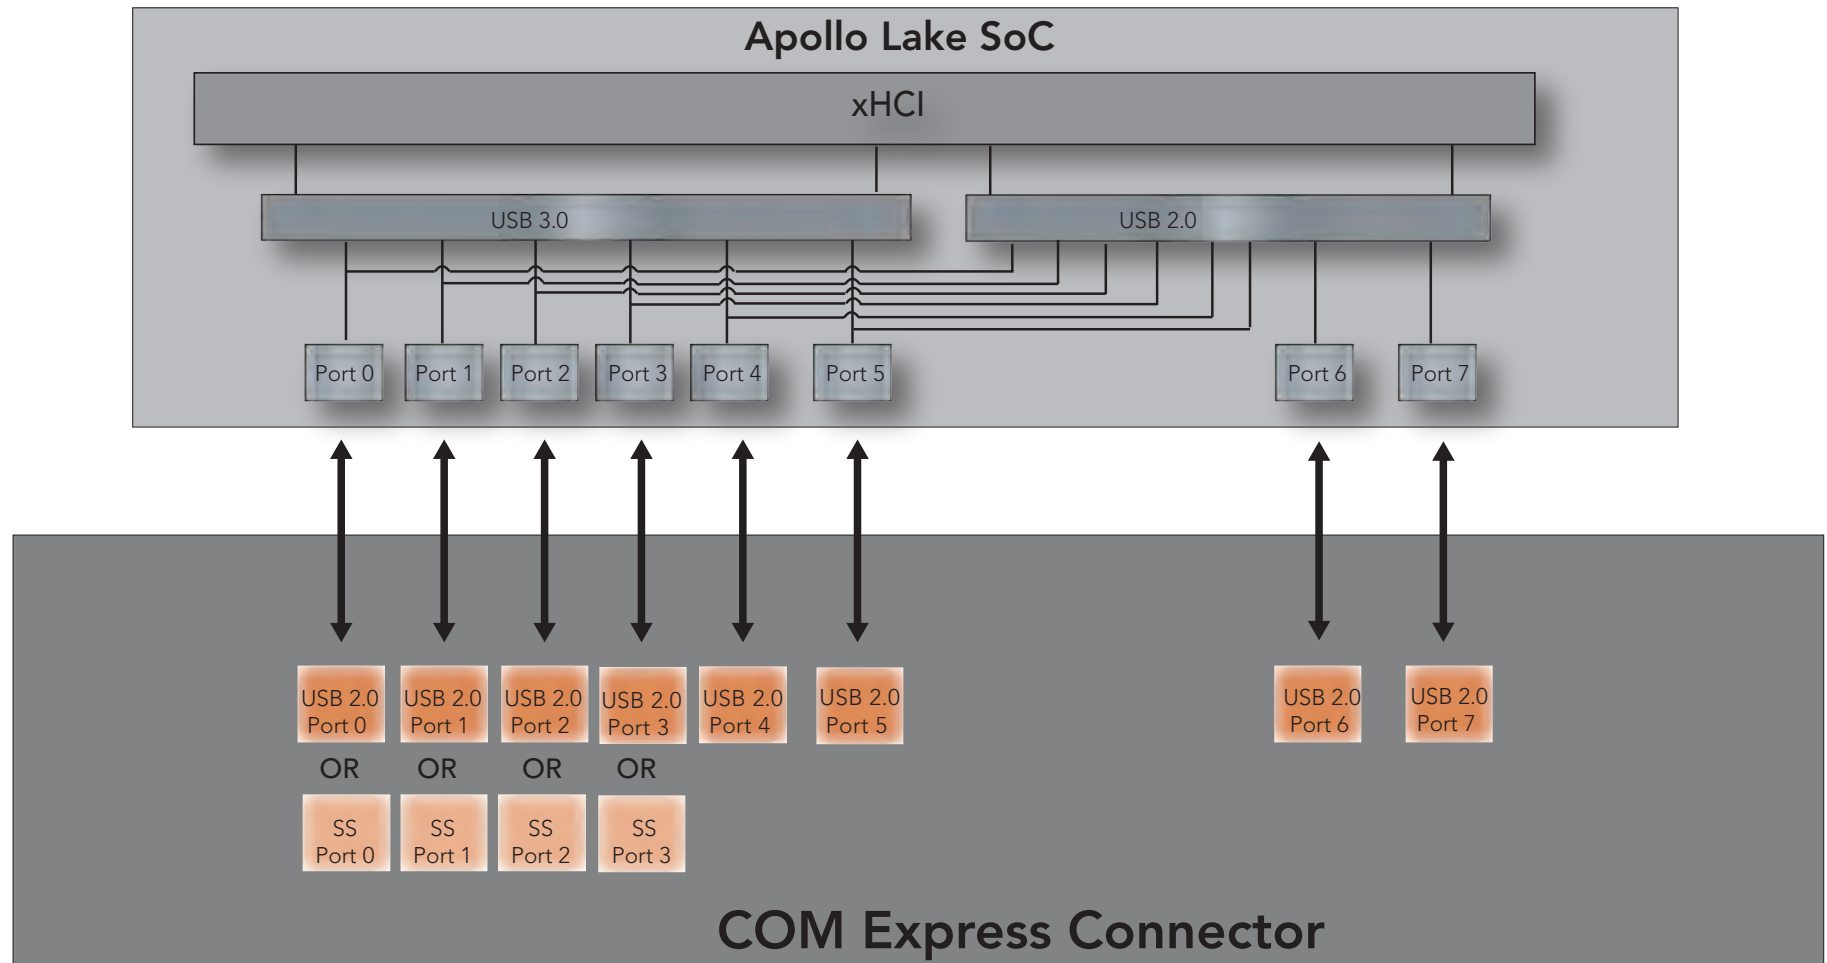 Apollo Lake SoC
xHCI
USB 3.0
USB 2.0
Port 0
Port 1
Port 2
Port 3
Port 4
Port 5
Port 6
Port 7
USB 2.0
Port 0
USB 2.0
Port 1
USB 2.0
Port 2
USB 2.0
Port 3
USB 2.0
Port 4
USB 2.0
Port 5
USB 2.0
Port 6
USB 2.0
Port 7
OR
OR
OR
OR
SS
Port 0
SS
Port 1
SS
Port 2
SS
Port 3
COM Express Connector